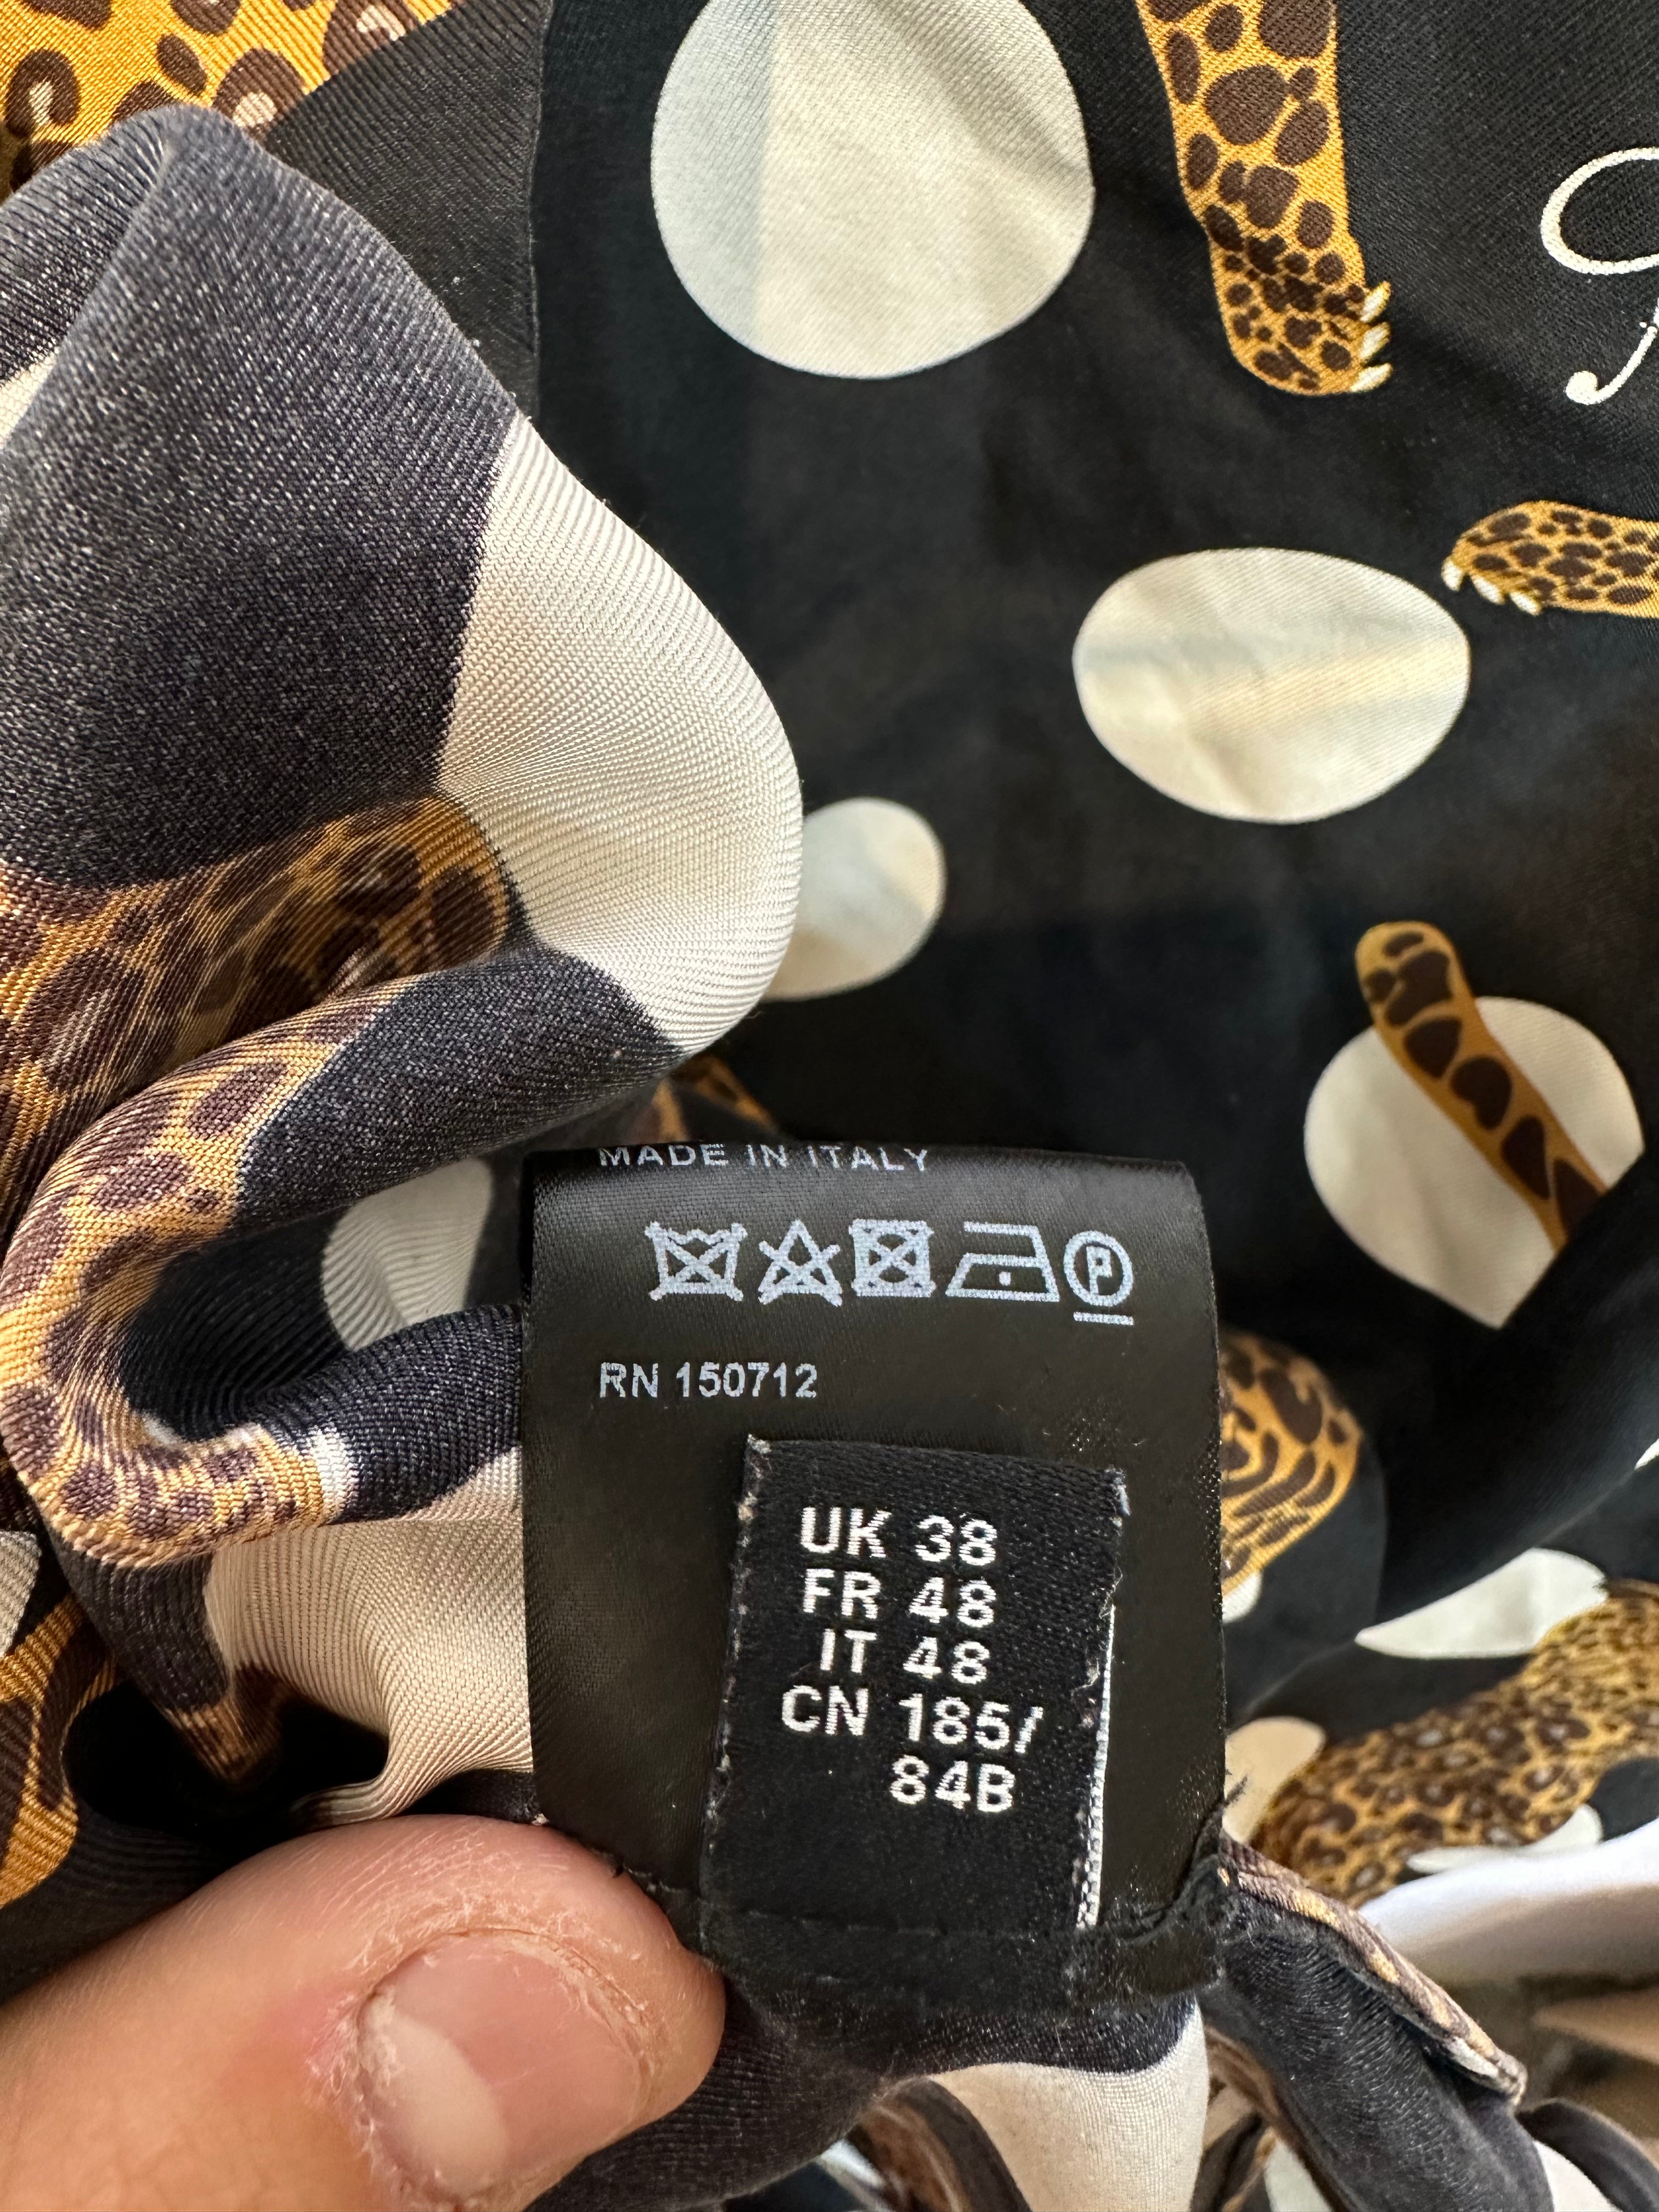 MADE IN ITALY
P
RN 150712
UK 38
FR 48
IT 48
CN 185/
84B